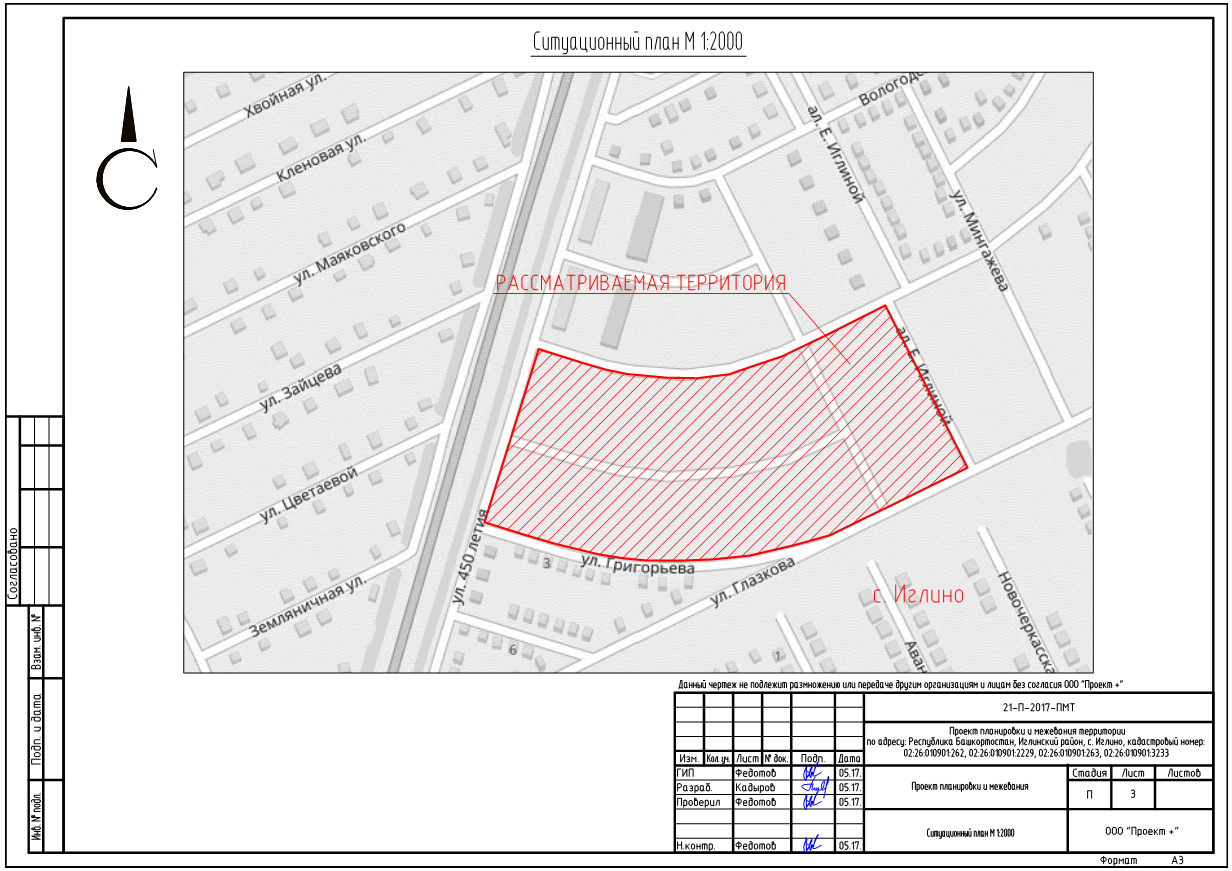 Ситуационный план М 1:2000
С
Хвойная ул.
Кленовая ул.
ул. Маяковского
ул. Зайцева
ул. Цветаевой
Земляничная ул.
ул. 450 летия
Вологодс
ал. Е. Иглиной
ул. Мингажева
РАССМАТРИВАЕМАЯ ТЕРРИТОРИЯ
ал. Е. Иглиной
ул. Григорьева
ул. Глазкова
3
6
1
с. Иглино
Новочеркасска
Аван
Согласовано
Взам. инв. №
Подп. и дата
Инв. № подл.
Данный чертеж не подлежит размножению или передаче другим организациям и лицам без согласия ООО "Проект +"
21-П-2017-ПМТ
Проект планировки и межевания территории
по адресу: Республика Башкортостан, Иглинский район, с. Иглино, кадастровый номер:
02:26:010901:262, 02:26:010901:2229, 02:26:010901:263, 02:26:010901:3233
Изм. Кол.уч. Лист № док. Подп. Дата
ГИП Федотов 05.17.
Разраб. Кадыров 05.17.
Проверил Федотов 05.17.
Н.контр. Федотов 05.17.
Проект планировки и межевания
Стадия Лист Листов
П 3
Ситуационный план М 1:2000
ООО "Проект +"
Формат А3